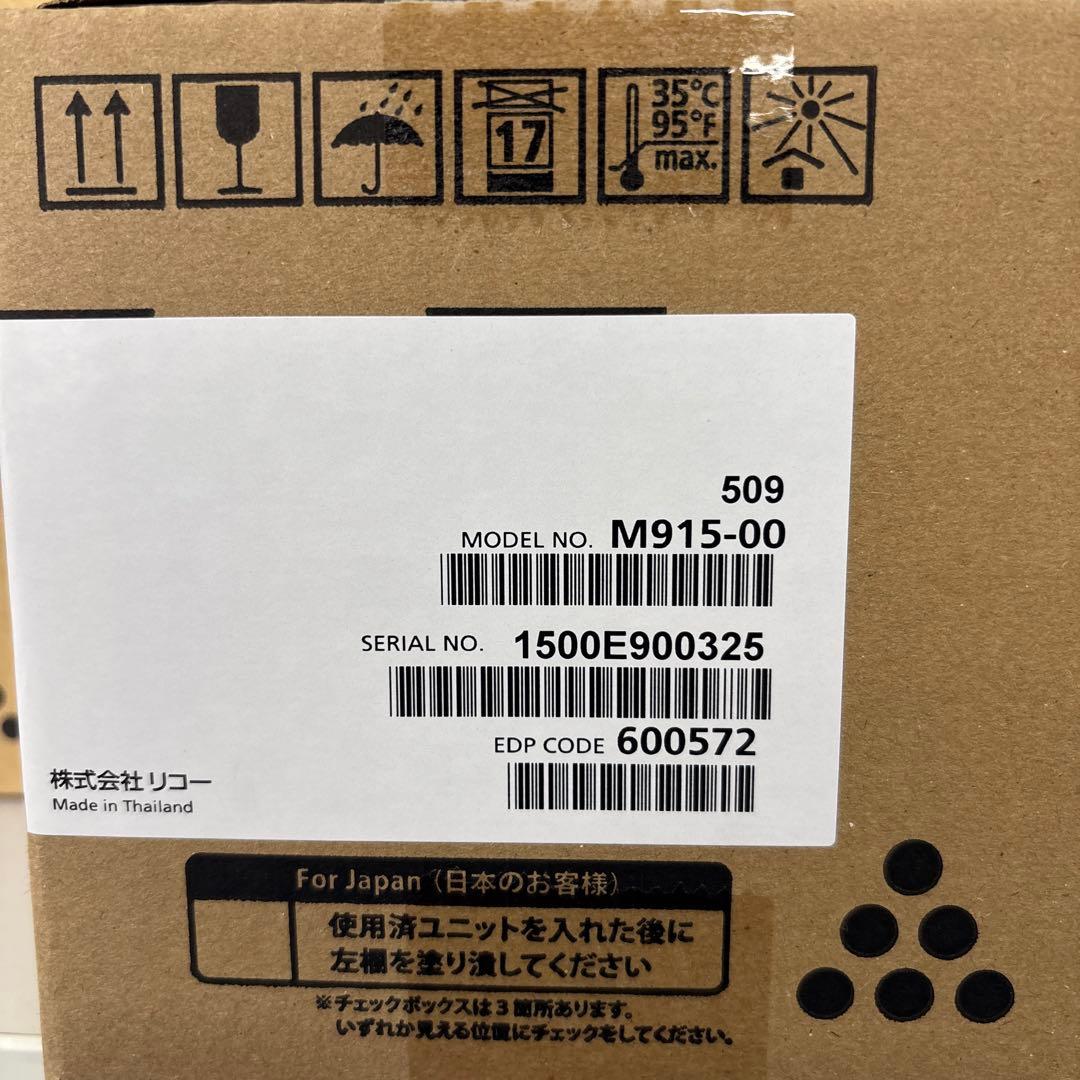 17
35°C
95°F
max.
509
MODEL NO. M915-00
SERIAL NO. 1500E900325
EDP CODE 600572
株式会社 リコー
Made in Thailand
For Japan (日本のお客様)
使用済ユニットを入れた後に
左欄を塗り潰してください
※チェックボックスは3箇所あります。
いずれか見える位置にチェックをしてください。